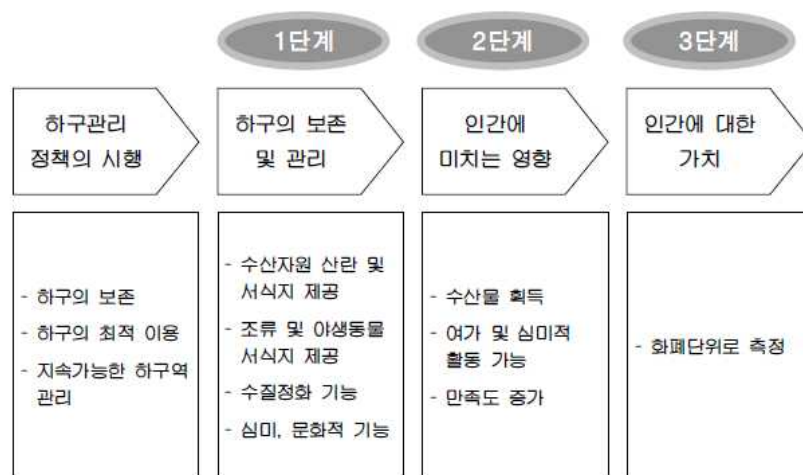 1단계
2단계
3단계
하구관리
정책의 시행
하구의 보존
및 관리
인간에
미치는 영향
인간에 대한
가치
- 하구의 보존
- 하구의 최적 이용
- 지속가능한 하구역
관리
- 수산자원 산란 및
서식지 제공
- 조류 및 야생동물
서식지 제공
- 수질정화 기능
- 심미, 문화적 기능
- 수산물 획득
- 여가 및 심미적
활동 가능
- 만족도 증가
- 화폐단위로 측정